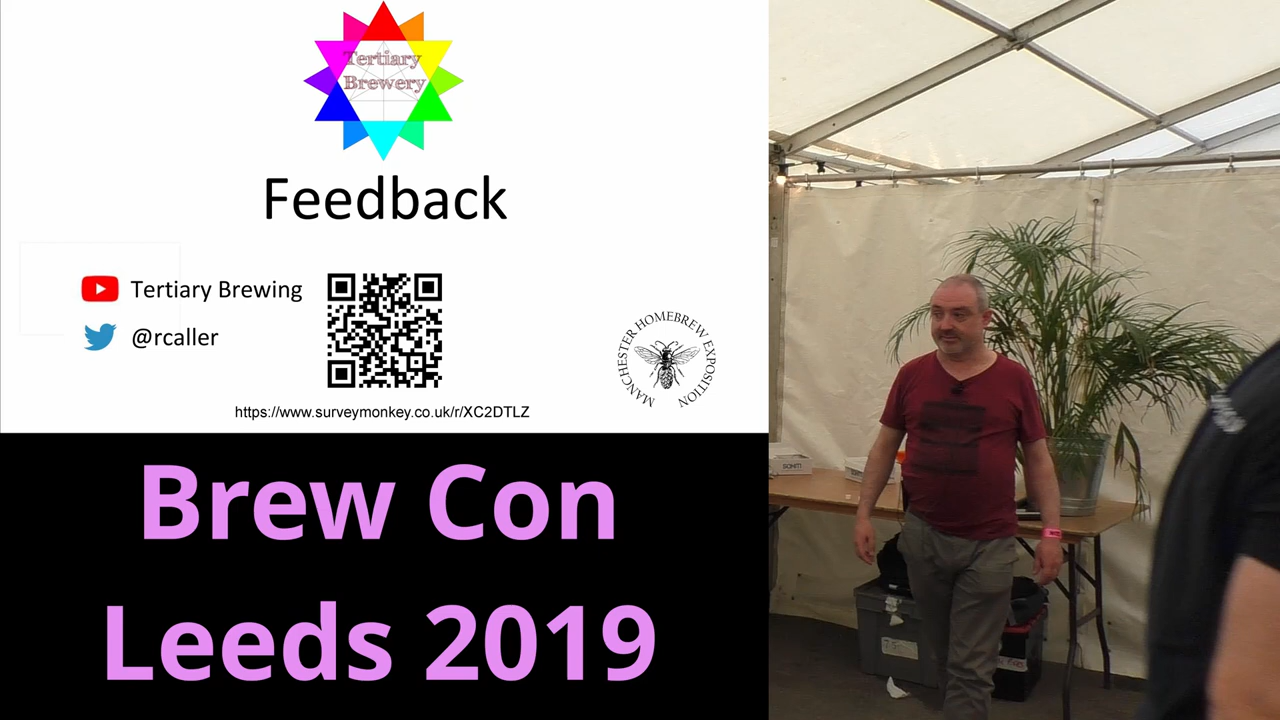 Tertiary
Brewery
Feedback
Tertiary Brewing
@rcaller
MANCHESTER HOMEBREW EXPOSITION
https://www.surveymonkey.co.uk/r/XC2DTLZ
Brew Con
Leeds 2019